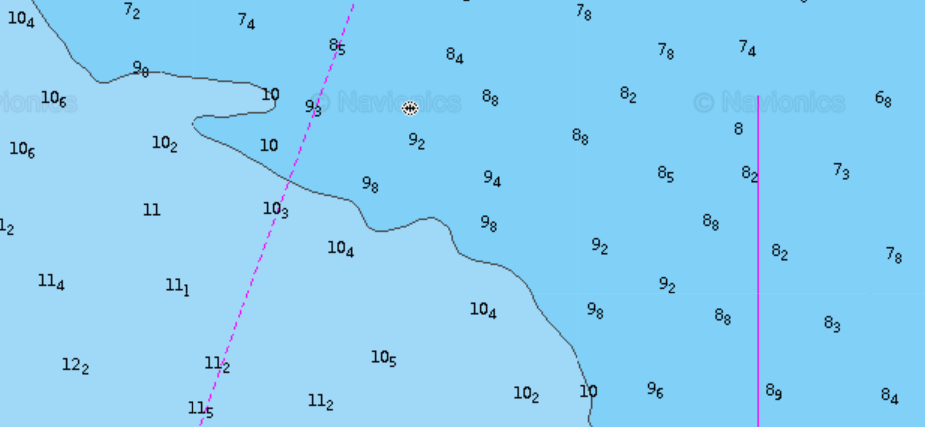 10₄ 7₂ 7₄ 7₈
8₅ 8₄ 7₈ 7₄
9₈ 10₆ 10 9₃ 8₈ 8₂ 6₈
© Navionics © Navionics
10₆ 10₂ 10 9₂ 8₈ 8
9₈ 9₄ 8₅ 8₂ 7₃
11 10₃ 9₈ 8₈
10₄ 9₂ 8₂ 7₈
11₄ 11₁ 9₂
10₄ 9₈ 8₈ 8₃
12₂ 11₂ 10₅
11₅ 11₂ 10₂ 10 9₆ 8₉ 8₄